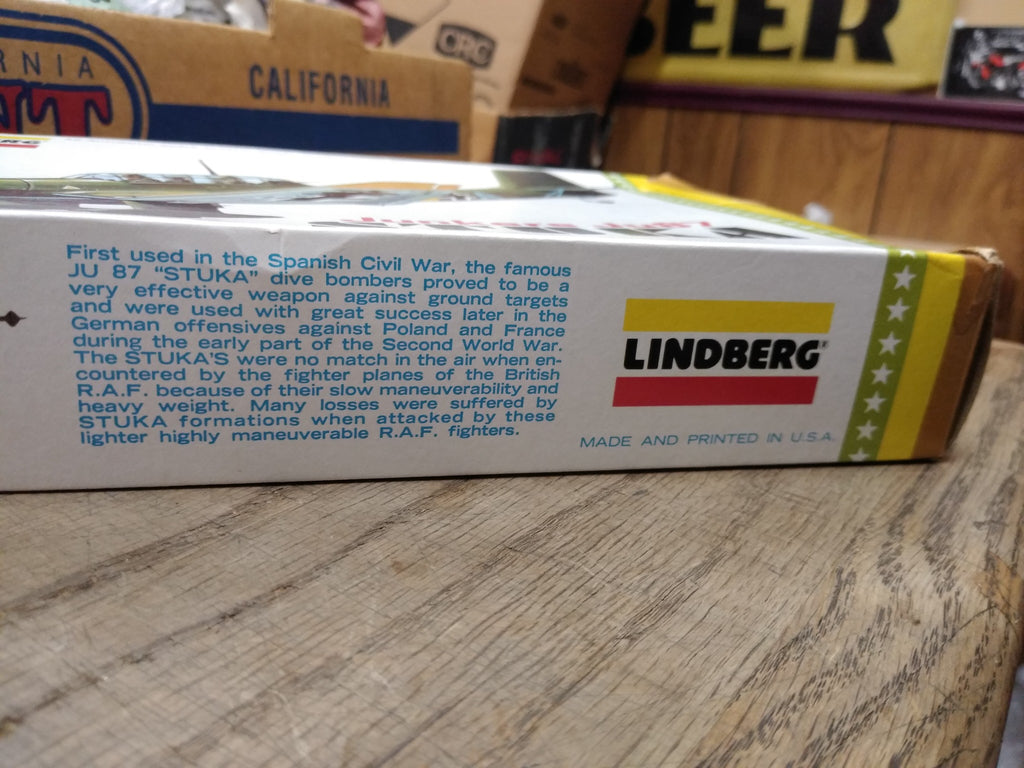 BEER
CRG
RNIA
NT
CALIFORNIA
First used in the Spanish Civil War, the famous
JU 87 "STUKA" dive bombers proved to be a
very effective weapon against ground targets
and were used with great success later in the
German offensives against Poland and France
during the early part of the Second World War.
The STUKA'S were no match in the air when en-
countered by the fighter planes of the British
R.A.F. because of their slow maneuverability and
heavy weight. Many losses were suffered by
STUKA formations when attacked by these
lighter highly maneuverable R.A.F. fighters.
LINDBERG®
MADE AND PRINTED IN U.S.A.